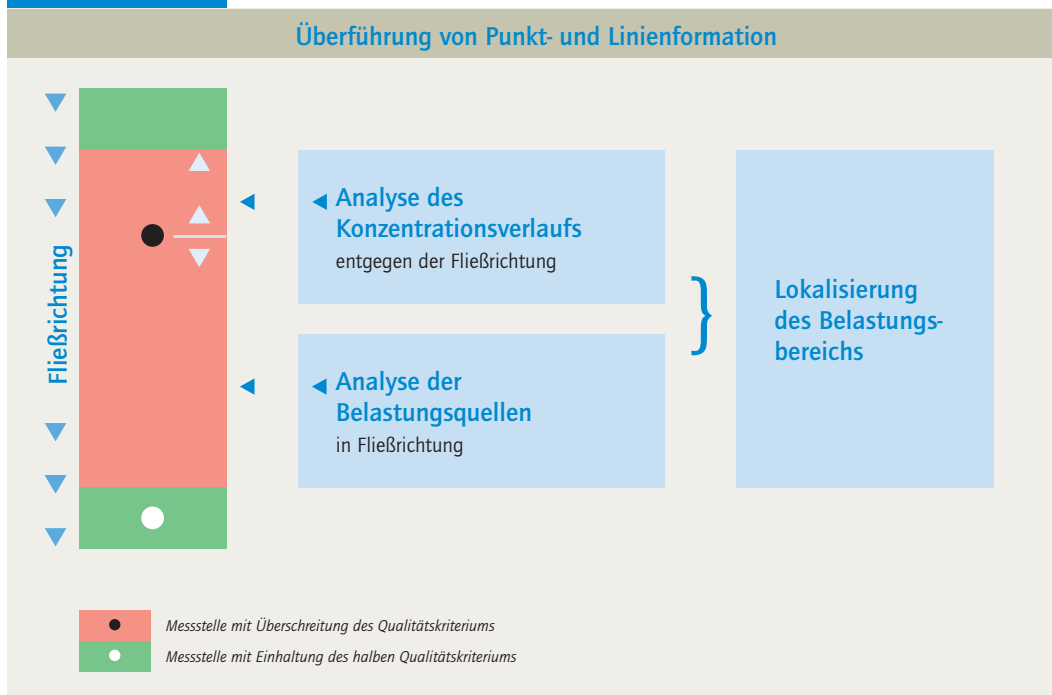 Überführung von Punkt- und Linienformation
Fließrichtung
Analyse des
Konzentrationsverlaufs
entgegen der Fließrichtung
Analyse der
Belastungsquellen
in Fließrichtung
}
Lokalisierung
des Belastungs-
bereichs
Messstelle mit Überschreitung des Qualitätskriteriums
Messstelle mit Einhaltung des halben Qualitätskriteriums